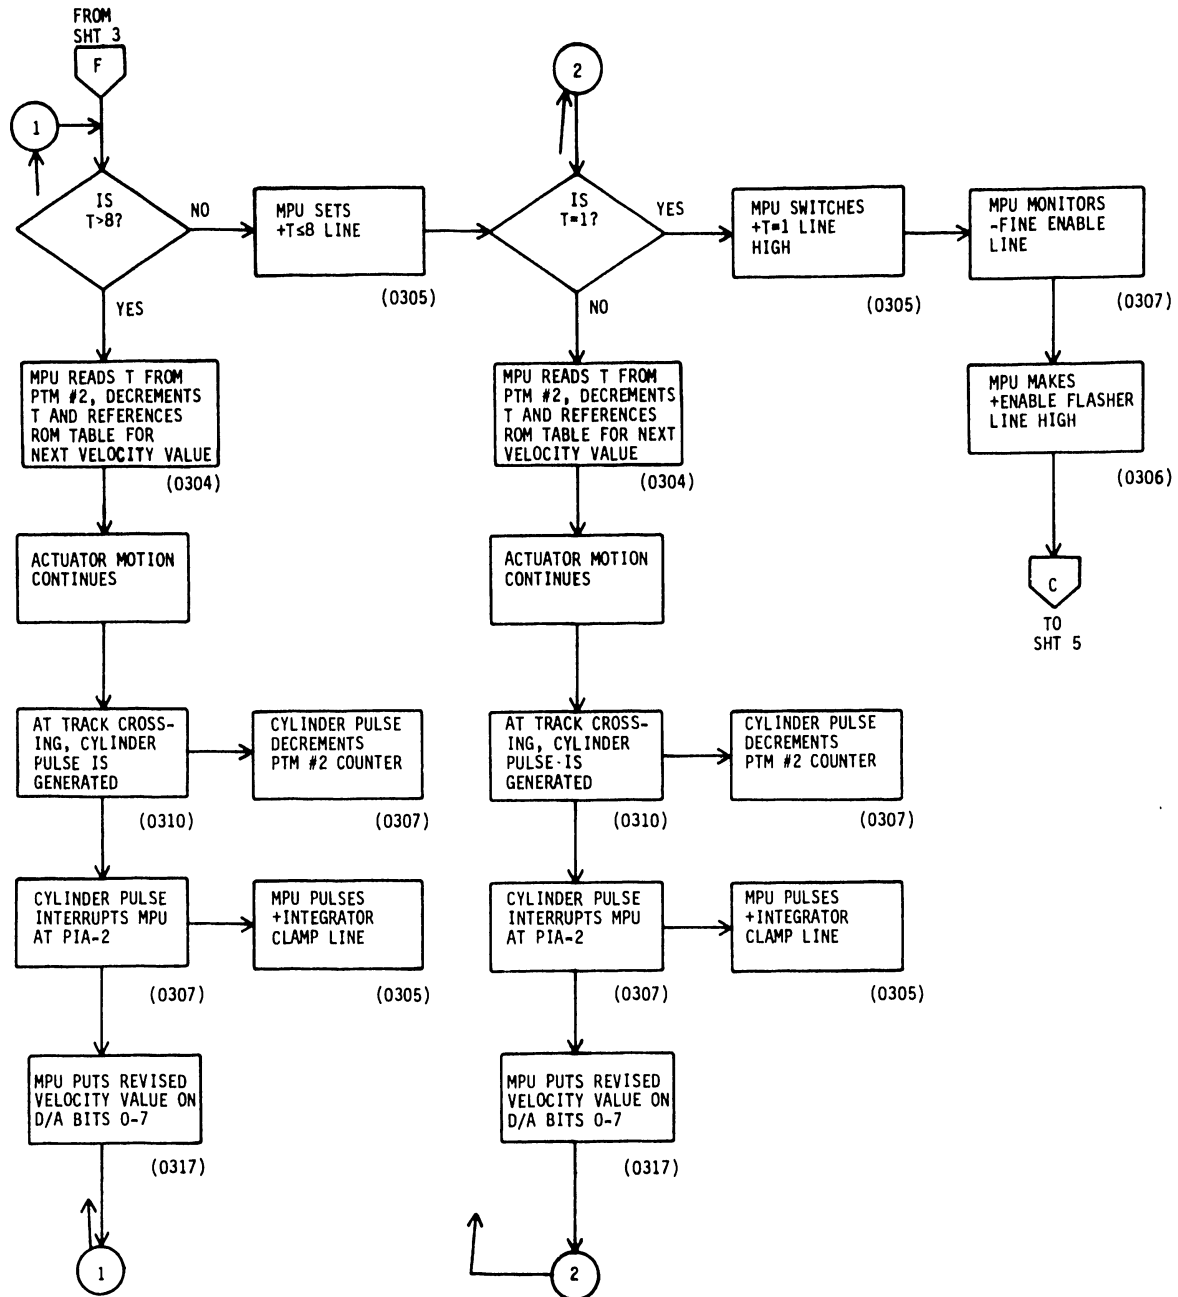 FROM
SHT 3
F
1
IS
T>8?
NO
YES
MPU SETS
+T≤8 LINE
(0305)
2
IS
T=1?
YES
NO
MPU SWITCHES
+T=1 LINE
HIGH
(0305)
MPU MONITORS
-FINE ENABLE
LINE
(0307)
MPU MAKES
+ENABLE FLASHER
LINE HIGH
(0306)
C
TO
SHT 5
MPU READS T FROM
PTM #2, DECREMENTS
T AND REFERENCES
ROM TABLE FOR
NEXT VELOCITY VALUE
(0304)
ACTUATOR MOTION
CONTINUES
AT TRACK CROSS-
ING, CYLINDER
PULSE IS
GENERATED
(0310)
CYLINDER PULSE
DECREMENTS
PTM #2 COUNTER
(0307)
CYLINDER PULSE
INTERRUPTS MPU
AT PIA-2
(0307)
MPU PULSES
+INTEGRATOR
CLAMP LINE
(0305)
MPU PUTS REVISED
VELOCITY VALUE ON
D/A BITS 0-7
(0317)
1
MPU READS T FROM
PTM #2, DECREMENTS
T AND REFERENCES
ROM TABLE FOR NEXT
VELOCITY VALUE
(0304)
ACTUATOR MOTION
CONTINUES
AT TRACK CROSS-
ING, CYLINDER
PULSE IS
GENERATED
(0310)
CYLINDER PULSE
DECREMENTS
PTM #2 COUNTER
(0307)
CYLINDER PULSE
INTERRUPTS MPU
AT PIA-2
(0307)
MPU PULSES
+INTEGRATOR
CLAMP LINE
(0305)
MPU PUTS REVISED
VELOCITY VALUE ON
D/A BITS 0-7
(0317)
2